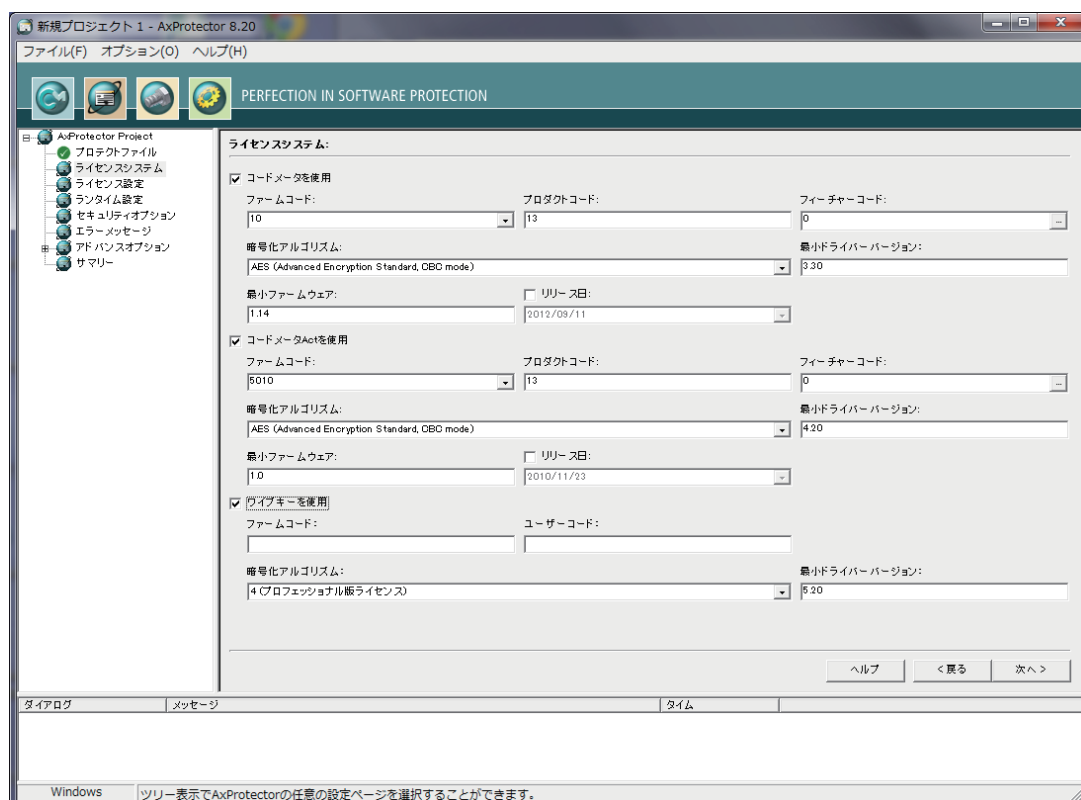 新規プロジェクト 1 - AxProtector 8.20
ファイル(F) オプション(O) ヘルプ(H)
PERFECTION IN SOFTWARE PROTECTION
AxProtector Project
プロテクトファイル
ライセンスシステム
ライセンス設定
ランタイム設定
セキュリティオプション
エラーメッセージ
アドバンスオプション
サマリー
ライセンスシステム:
コードメータを使用
ファームコード: プロダクトコード: フィーチャーコード:
10 13 0 ...
暗号化アルゴリズム: 最小ドライバーバージョン:
AES (Advanced Encryption Standard, CBC mode) 3.30
最小ファームウェア: リリース日:
1.14 2012/09/11
コードメータActを使用
ファームコード: プロダクトコード: フィーチャーコード:
5010 13 0 ...
暗号化アルゴリズム: 最小ドライバーバージョン:
AES (Advanced Encryption Standard, CBC mode) 4.20
最小ファームウェア: リリース日:
1.0 2010/11/23
ワイブキーを使用
ファームコード: ユーザーコード:
暗号化アルゴリズム: 最小ドライバーバージョン:
4 (プロフェッショナル版ライセンス) 5.20
ヘルプ <戻る 次へ>
ダイアログ メッセージ タイム
Windows ツリー表示でAxProtectorの任意の設定ページを選択することができます。